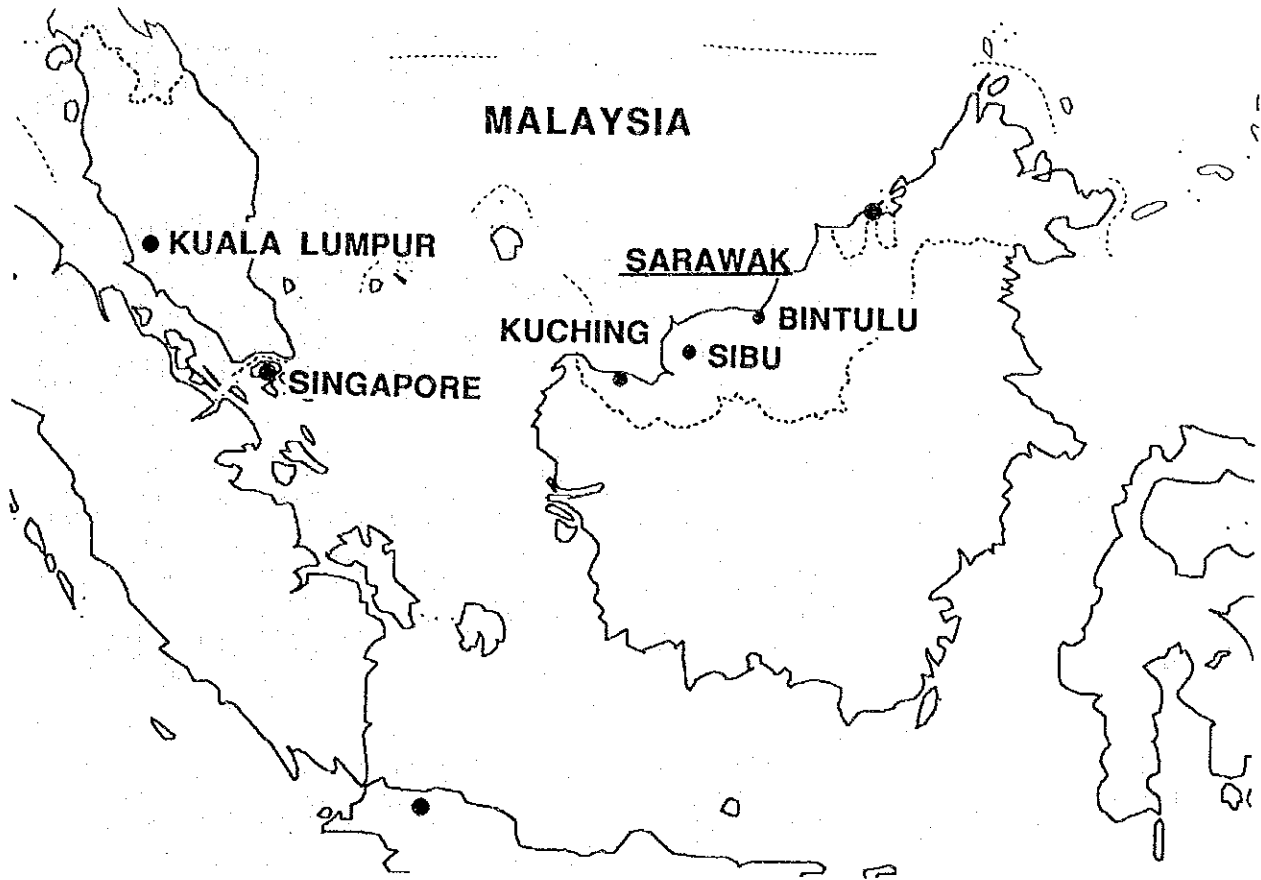 MALAYSIA
KUALA LUMPUR
SARAWAK
KUCHING
BINTULU
SIBU
SINGAPORE